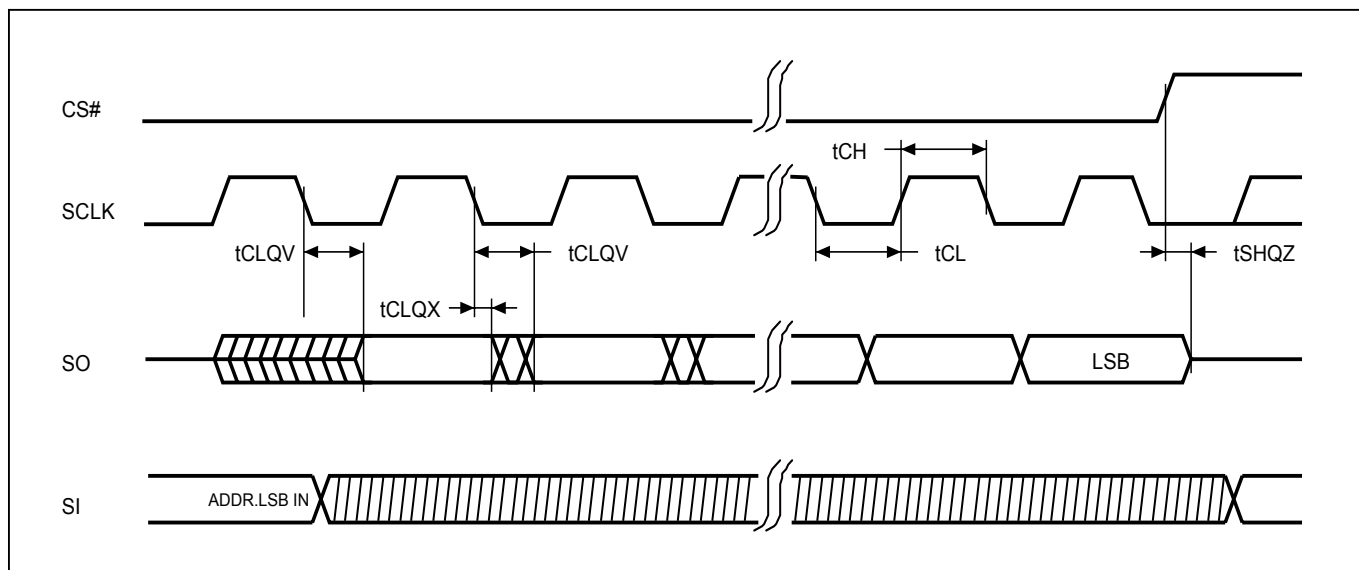 CS#
tCH
SCLK
tCLQV
tCLQV
tCL
tSHQZ
tCLQX
SO
LSB
SI
ADDR.LSB IN